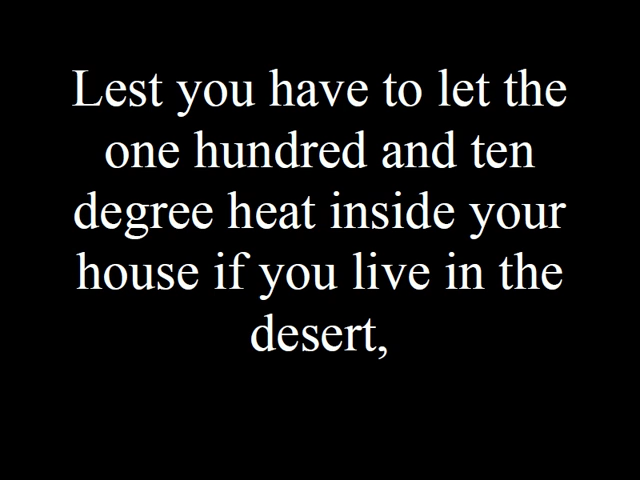 Lest you have to let the
one hundred and ten
degree heat inside your
house if you live in the
desert,